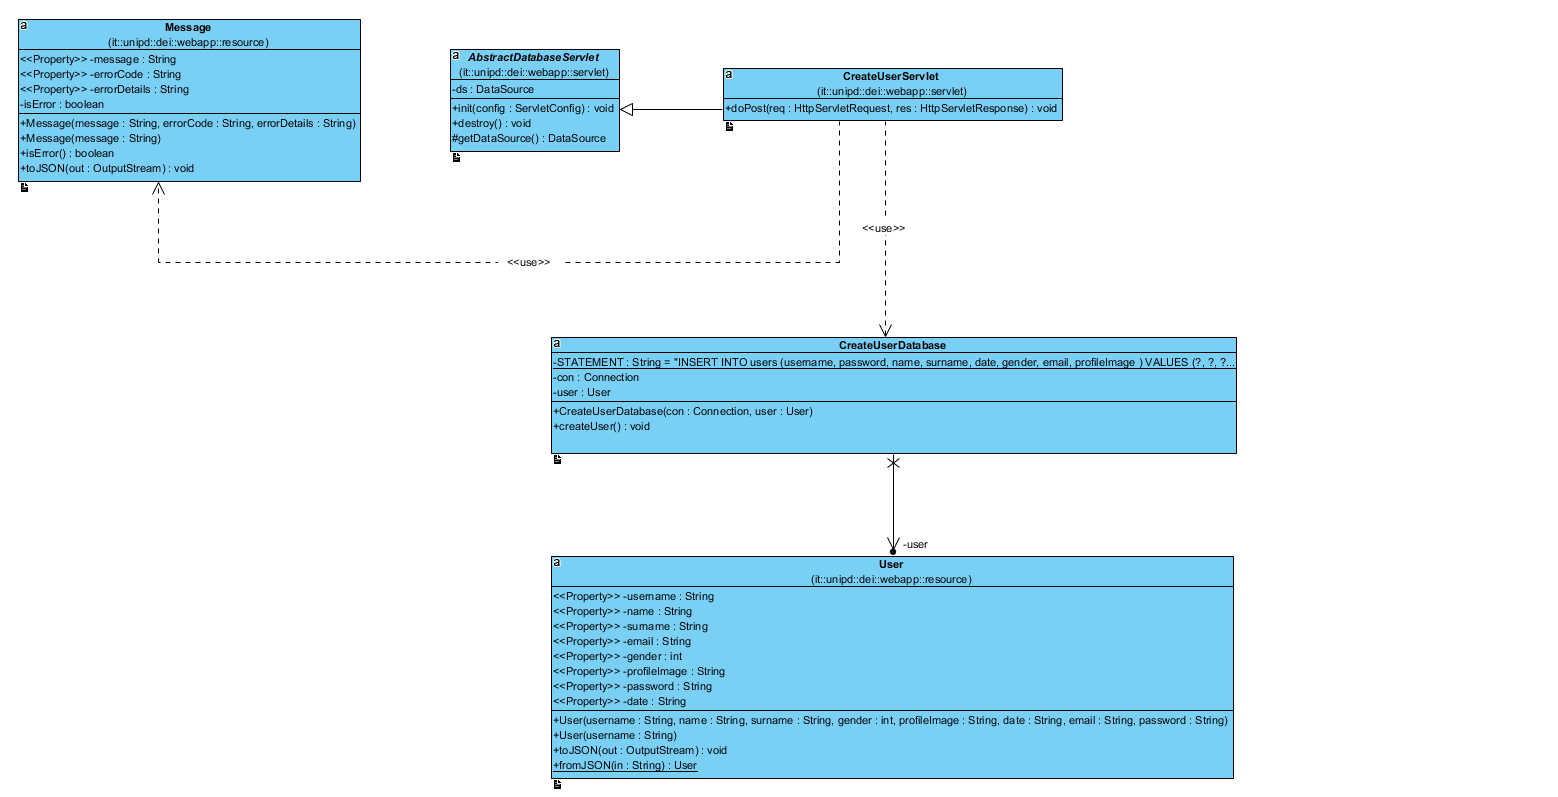 a
Message
(it::unipd::dei::webapp::resource)
<<Property>> -message : String
<<Property>> -errorCode : String
<<Property>> -errorDetails : String
-isError : boolean
+Message(message : String, errorCode : String, errorDetails : String)
+Message(message : String)
+isError() : boolean
+toJSON(out : OutputStream) : void
a
AbstractDatabaseServlet
(it::unipd::dei::webapp::servlet)
-ds : DataSource
+init(config : ServletConfig) : void
+destroy() : void
#getDataSource() : DataSource
a
CreateUserServlet
(it::unipd::dei::webapp::servlet)
+doPost(req : HttpServletRequest, res : HttpServletResponse) : void
<<use>>
<<use>>
a
CreateUserDatabase
-STATEMENT : String = "INSERT INTO users (username, password, name, surname, date, gender, email, profileImage ) VALUES (?, ?, ?...
-con : Connection
-user : User
+CreateUserDatabase(con : Connection, user : User)
+createUser() : void
-user
a
User
(it::unipd::dei::webapp::resource)
<<Property>> -username : String
<<Property>> -name : String
<<Property>> -surname : String
<<Property>> -email : String
<<Property>> -gender : int
<<Property>> -profileImage : String
<<Property>> -password : String
<<Property>> -date : String
+User(username : String, name : String, surname : String, gender : int, profileImage : String, date : String, email : String, password : String)
+User(username : String)
+toJSON(out : OutputStream) : void
+fromJSON(in : String) : User